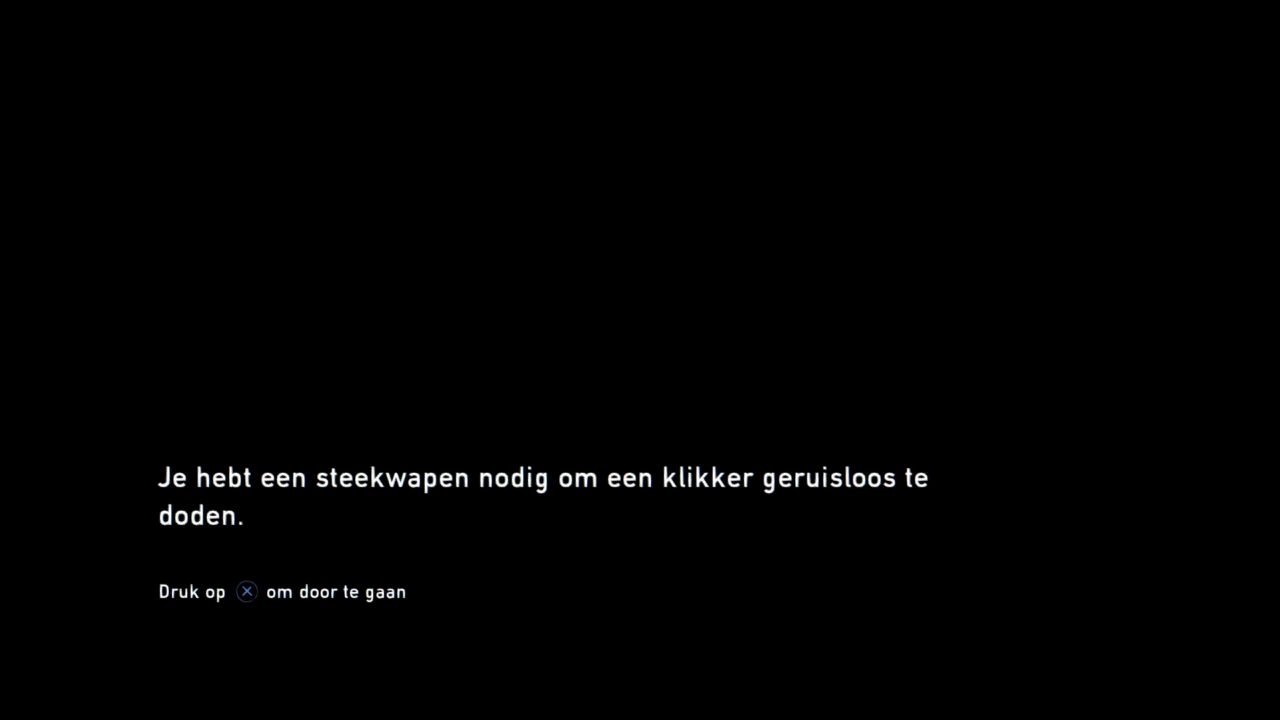 Je hebt een steekwapen nodig om een klikker geruisloos te
doden.
Druk op ⓧ om door te gaan